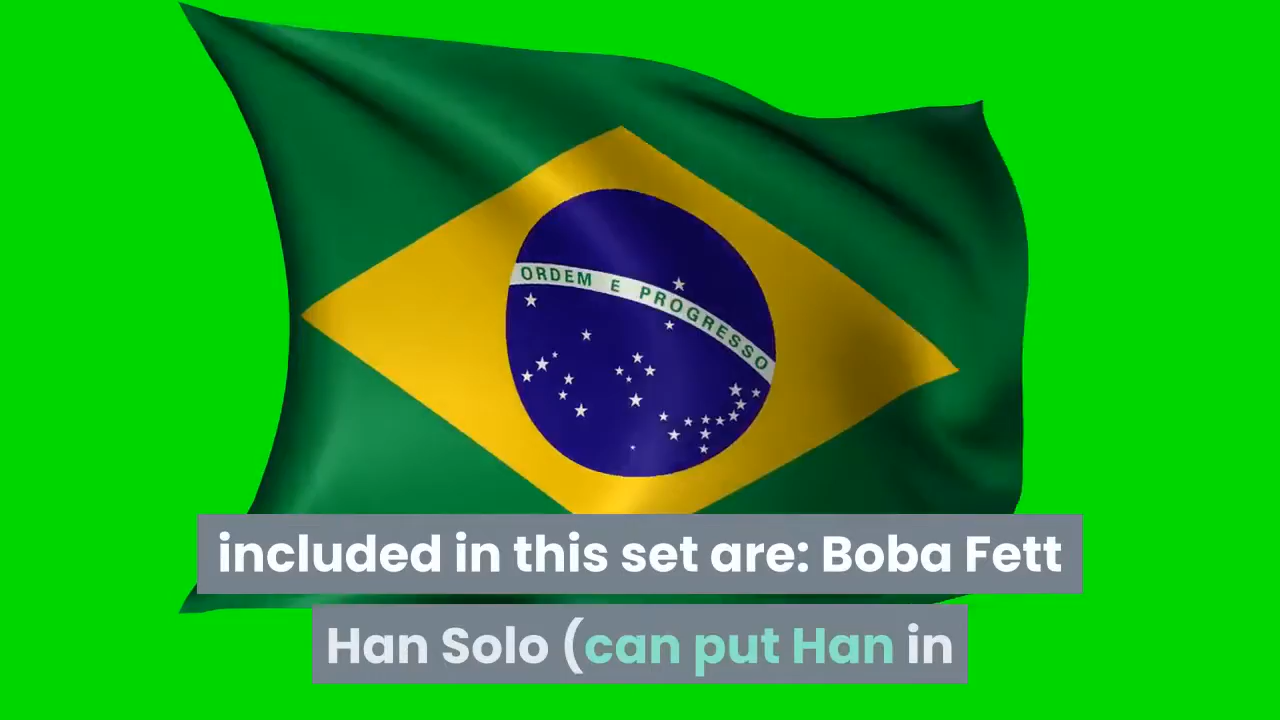 ORDEM E PROGRESSO
included in this set are: Boba Fett
Han Solo (can put Han in